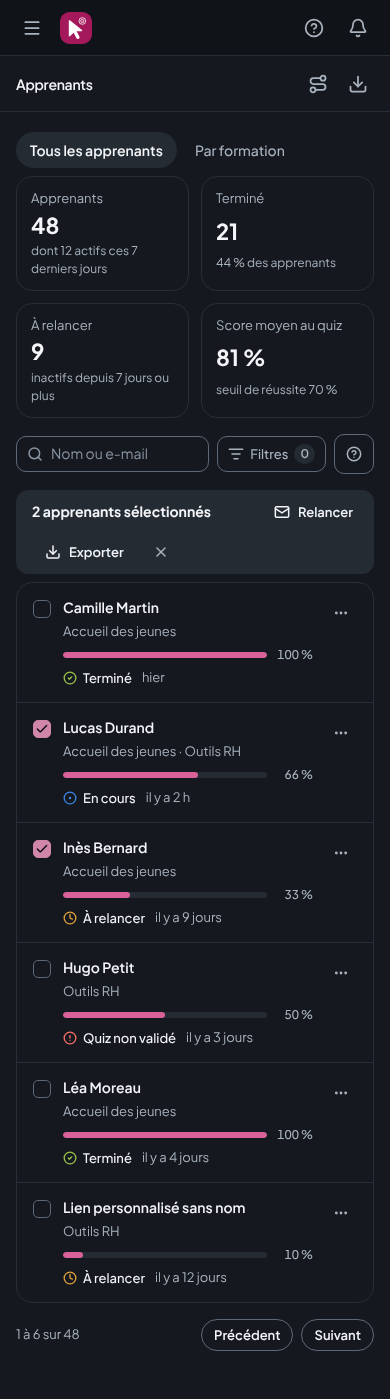 Apprenants
Tous les apprenants
Par formation
Apprenants
48
dont 12 actifs ces 7
derniers jours
Terminé
21
44 % des apprenants
À relancer
9
inactifs depuis 7 jours ou
plus
Score moyen au quiz
81 %
seuil de réussite 70 %
Nom ou e-mail
Filtres 0
2 apprenants sélectionnés
Relancer
Exporter
Camille Martin
Accueil des jeunes
100 %
Terminé hier
Lucas Durand
Accueil des jeunes · Outils RH
66 %
En cours il y a 2 h
Inès Bernard
Accueil des jeunes
33 %
À relancer il y a 9 jours
Hugo Petit
Outils RH
50 %
Quiz non validé il y a 3 jours
Léa Moreau
Accueil des jeunes
100 %
Terminé il y a 4 jours
Lien personnalisé sans nom
Outils RH
10 %
À relancer il y a 12 jours
1 à 6 sur 48
Précédent
Suivant